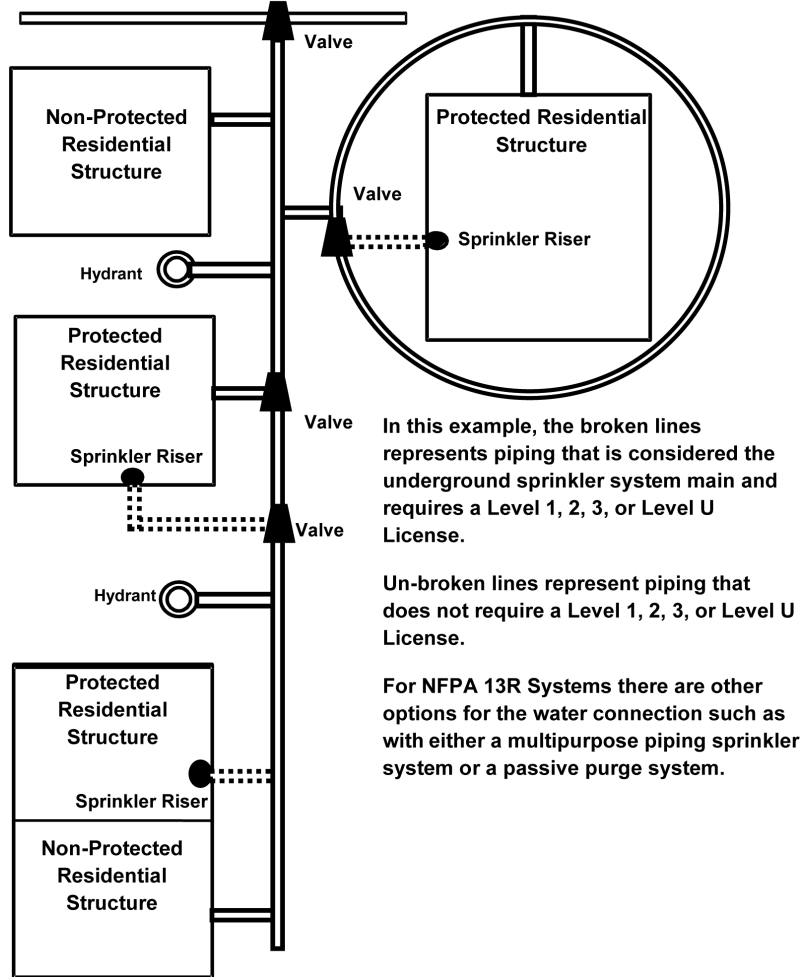 Valve
Non-Protected
Residential
Structure
Protected Residential
Structure
Valve
Sprinkler Riser
Hydrant
Protected
Residential
Structure
Valve
Sprinkler Riser
Valve
In this example, the broken lines
represents piping that is considered the
underground sprinkler system main and
requires a Level 1, 2, 3, or Level U
License.
Hydrant
Un-broken lines represent piping that
does not require a Level 1, 2, 3, or Level U
License.
Protected
Residential
Structure
Sprinkler Riser
For NFPA 13R Systems there are other
options for the water connection such as
with either a multipurpose piping sprinkler
system or a passive purge system.
Non-Protected
Residential
Structure